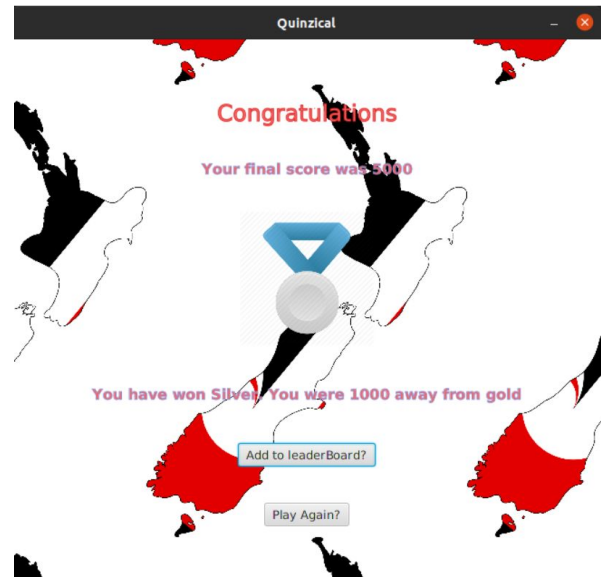 Quinzical
Congratulations
Your final score was 5000
You have won Silver. You were 1000 away from gold
Add to leaderBoard?
Play Again?